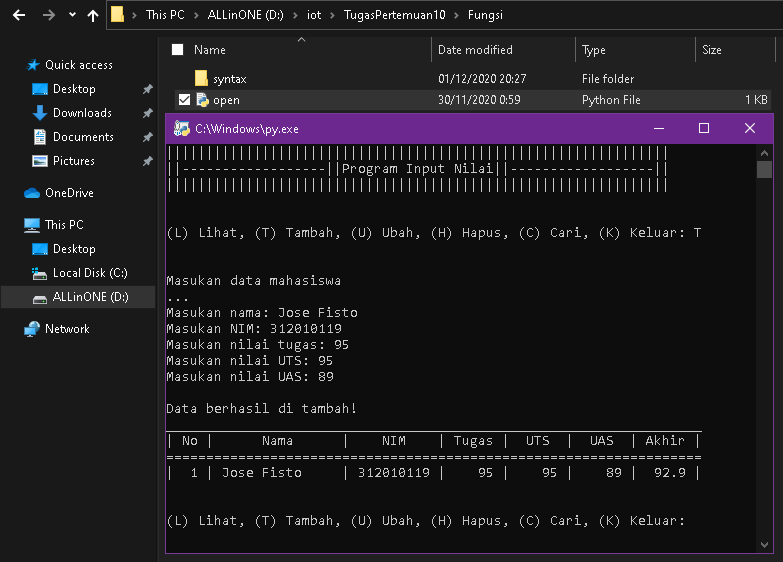 This PC > ALLinONE (D:) > iot > TugasPertemuan10 > Fungsi
Name Date modified Type Size
Quick access
Desktop
Downloads
Documents
Pictures
OneDrive
This PC
Desktop
Local Disk (C:)
ALLinONE (D:)
Network
syntax 01/12/2020 20:27 File folder
open 30/11/2020 0:59 Python File 1 KB
C:\Windows\py.exe
|||||||||||||||||||||||||||||||||||||||||||||||||||||||||||||||
||------------------||Program Input Nilai||------------------||
|||||||||||||||||||||||||||||||||||||||||||||||||||||||||||||||
(L) Lihat, (T) Tambah, (U) Ubah, (H) Hapus, (C) Cari, (K) Keluar: T
Masukan data mahasiswa
...
Masukan nama: Jose Fisto
Masukan NIM: 312010119
Masukan nilai tugas: 95
Masukan nilai UTS: 95
Masukan nilai UAS: 89
Data berhasil di tambah!
| No | Nama | NIM | Tugas | UTS | UAS | Akhir |
===================================================================
| 1 | Jose Fisto | 312010119 | 95 | 95 | 89 | 92.9 |
(L) Lihat, (T) Tambah, (U) Ubah, (H) Hapus, (C) Cari, (K) Keluar: